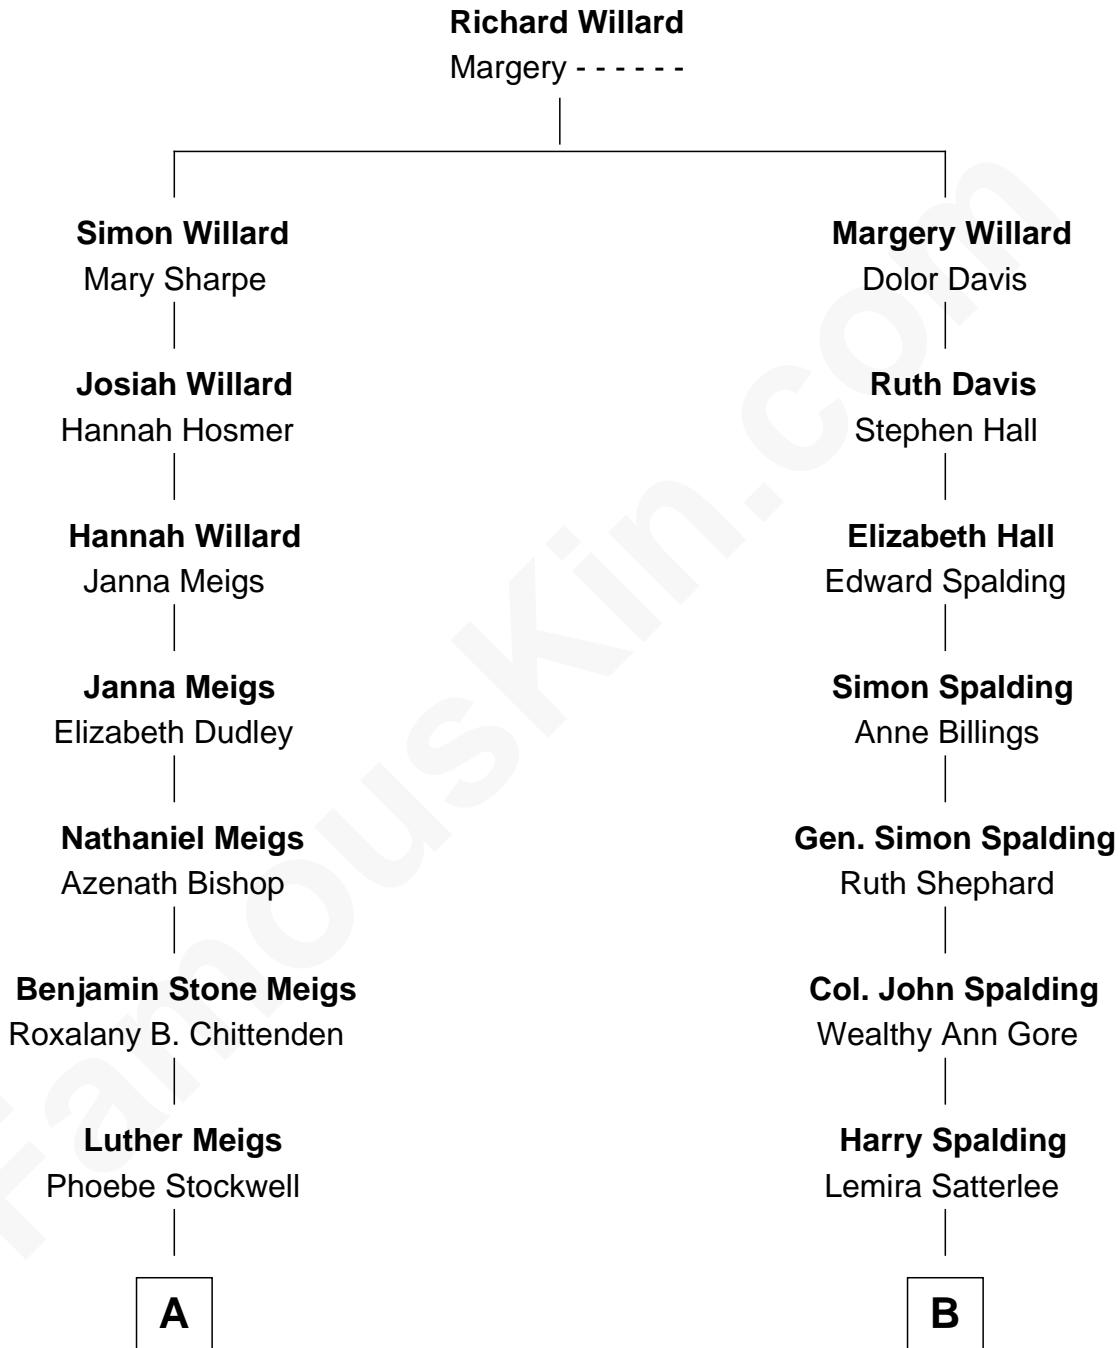 Richard Willard
Margery - - - - - -
Simon Willard
Mary Sharpe
Margery Willard
Dolor Davis
Josiah Willard
Hannah Hosmer
Ruth Davis
Stephen Hall
Hannah Willard
Janna Meigs
Elizabeth Hall
Edward Spalding
Janna Meigs
Elizabeth Dudley
Simon Spalding
Anne Billings
Nathaniel Meigs
Azenath Bishop
Gen. Simon Spalding
Ruth Shephard
Benjamin Stone Meigs
Roxalany B. Chittenden
Col. John Spalding
Wealthy Ann Gore
Luther Meigs
Phoebe Stockwell
Harry Spalding
Lemira Satterlee
A
B
FamousKin.com